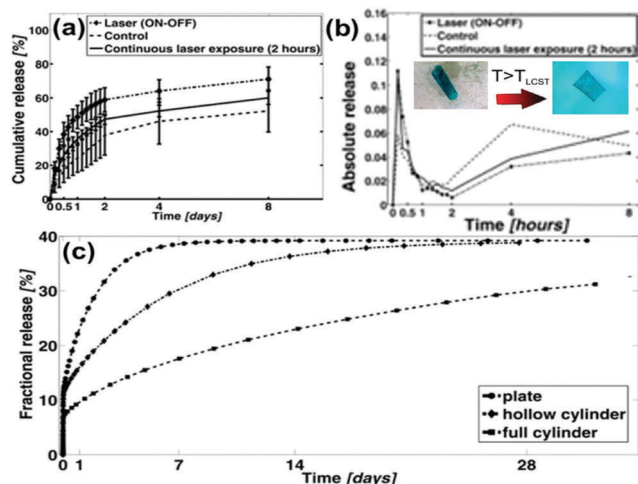 (a)
Laser (ON-OFF)
Control
Continuous laser exposure (2 hours)
Cumulative release [%]
100
80
60
40
20
0
0 0.5 1 2 4 8
Time [days]
(b)
Laser (ON-OFF)
Control
Continuous laser exposure (2 hours)
T>T_LCST
Absolute release
0.16
0.14
0.12
0.1
0.08
0.06
0.04
0.02
0
0 0.5 1 2 4 8
Time [hours]
(c)
Fractional release [%]
40
30
20
10
0
plate
hollow cylinder
full cylinder
0 1 7 14 28
Time [days]